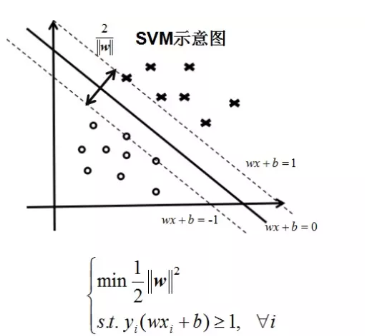 SVM示意图
2/‖w‖
wx + b = 1
wx + b = -1
wx + b = 0
min 1/2 ‖w‖²
s.t. yᵢ(wxᵢ + b) ≥ 1, ∀i